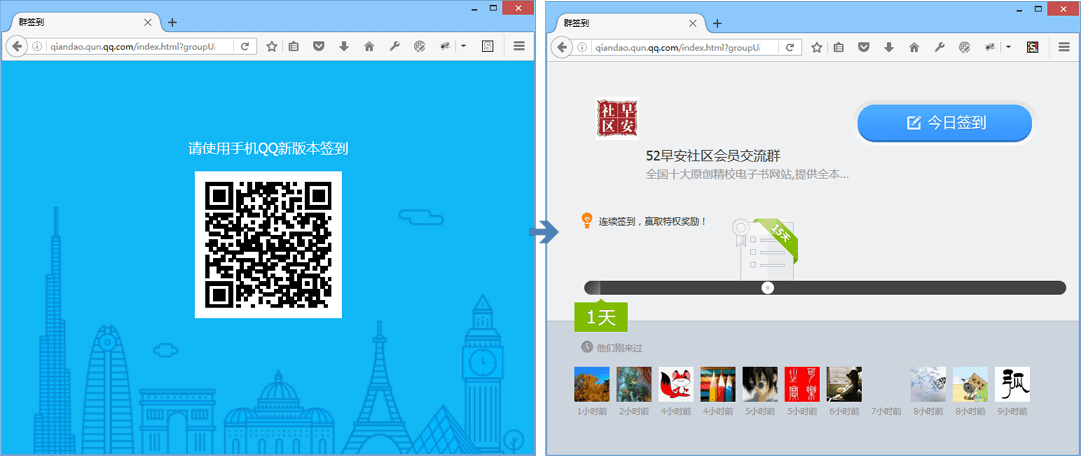 群签到
qiandao.qun.qq.com/index.html?groupUi
请使用手机QQ新版本签到
群签到
qiandao.qun.qq.com/index.html?groupUi
早安社区
今日签到
52早安社区会员交流群
全国十大原创精校电子书网站,提供全本...
连续签到，赢取特权奖励！
15天
1天
他们刚来过
1小时前 2小时前 4小时前 4小时前 5小时前 5小时前 6小时前 7小时前 8小时前 8小时前 9小时前